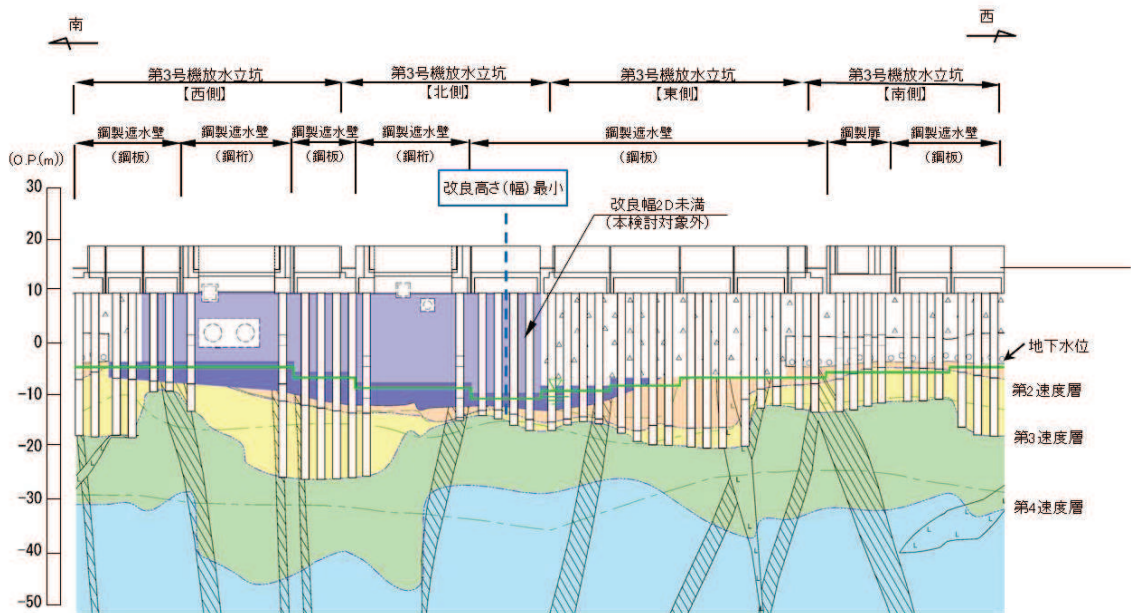 南
西
第3号機放水立坑
【西側】
第3号機放水立坑
【北側】
第3号機放水立坑
【東側】
第3号機放水立坑
【南側】
鋼製遮水壁
(鋼板)
鋼製遮水壁
(鋼桁)
鋼製遮水壁
(鋼板)
鋼製遮水壁
(鋼桁)
鋼製遮水壁
(鋼板)
鋼製扉
鋼製遮水壁
(鋼板)
(O.P.(m))
30
20
10
0
-10
-20
-30
-40
-50
改良高さ(幅)最小
改良幅2D未満
(本検討対象外)
地下水位
第2速度層
第3速度層
第4速度層
L
L
L
L
L
L
L
L